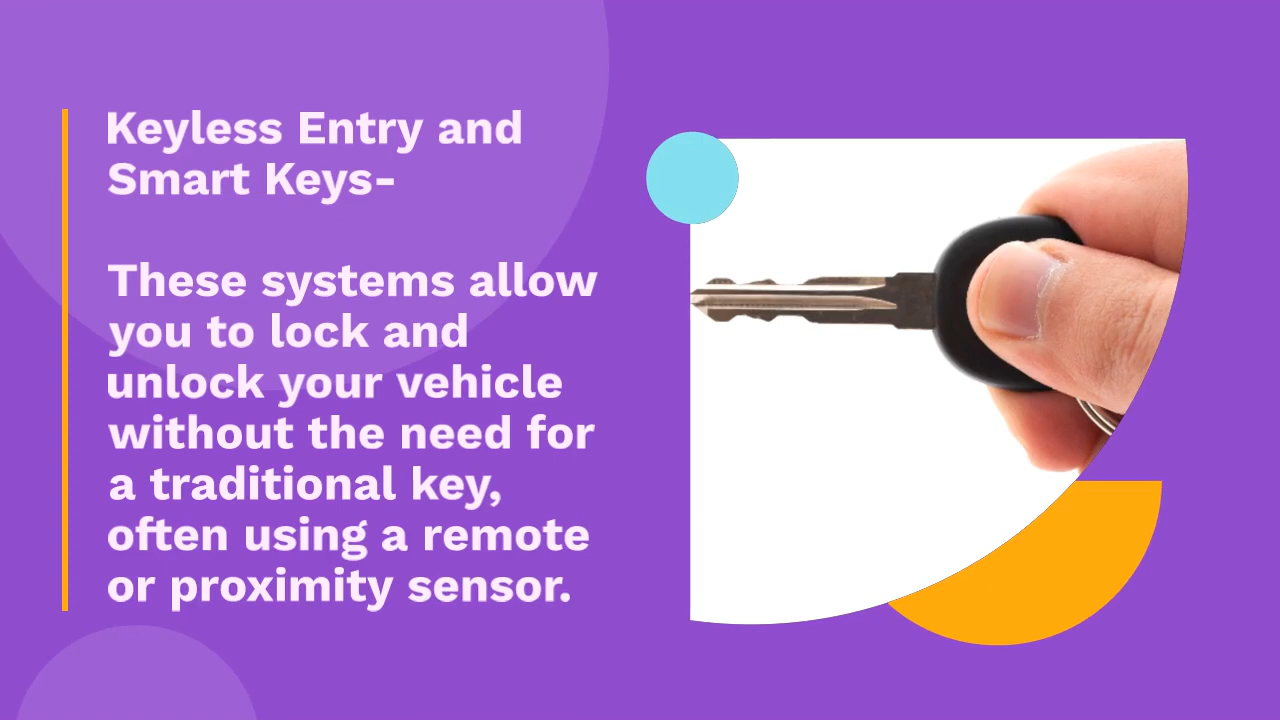 Keyless Entry and
Smart Keys-
These systems allow
you to lock and
unlock your vehicle
without the need for
a traditional key,
often using a remote
or proximity sensor.